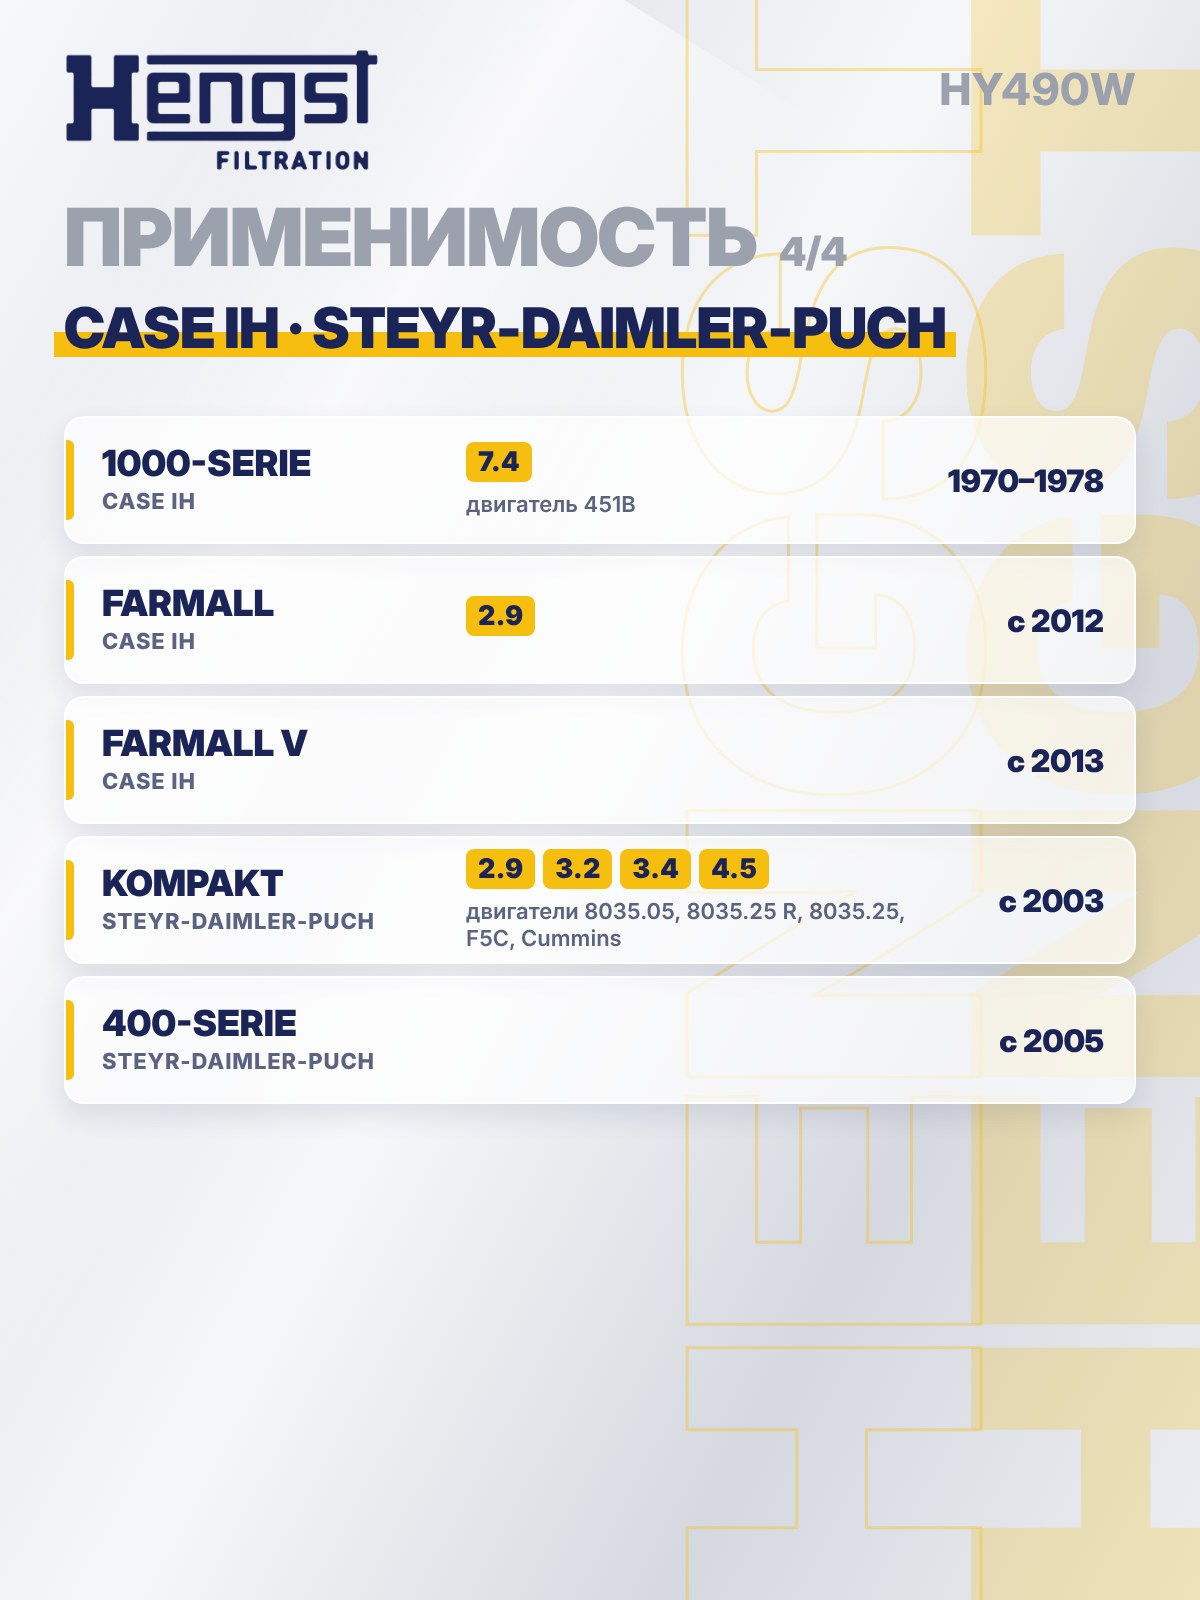 Hengst
FILTRATION
HY490W
ПРИМЕНИМОСТЬ 4/4
CASE IH · STEYR-DAIMLER-PUCH
1000-SERIE
CASE IH
7.4
двигатель 451B
1970–1978
FARMALL
CASE IH
2.9
с 2012
FARMALL V
CASE IH
с 2013
KOMPAKT
STEYR-DAIMLER-PUCH
2.9 3.2 3.4 4.5
двигатели 8035.05, 8035.25 R, 8035.25,
F5C, Cummins
с 2003
400-SERIE
STEYR-DAIMLER-PUCH
с 2005
HENGST
HENGST